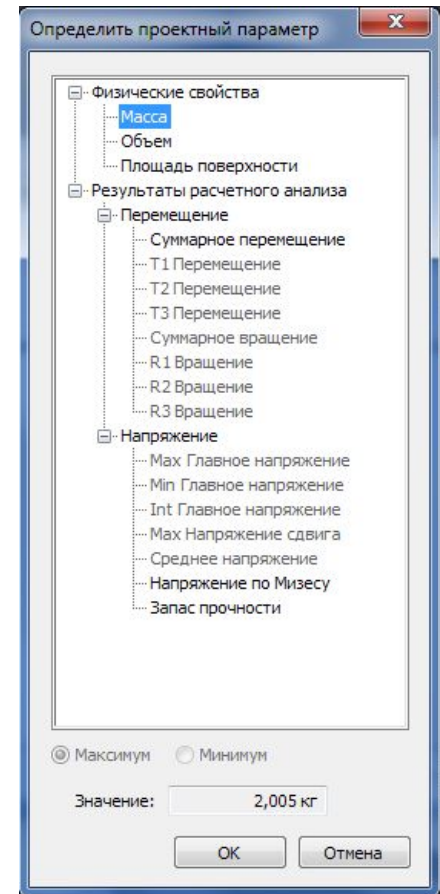 Определить проектный параметр
Физические свойства
Масса
Объем
Площадь поверхности
Результаты расчетного анализа
Перемещение
Суммарное перемещение
T1 Перемещение
T2 Перемещение
T3 Перемещение
Суммарное вращение
R1 Вращение
R2 Вращение
R3 Вращение
Напряжение
Max Главное напряжение
Min Главное напряжение
Int Главное напряжение
Max Напряжение сдвига
Среднее напряжение
Напряжение по Мизесу
Запас прочности
Максимум Минимум
Значение: 2,005 кг
ОК Отмена